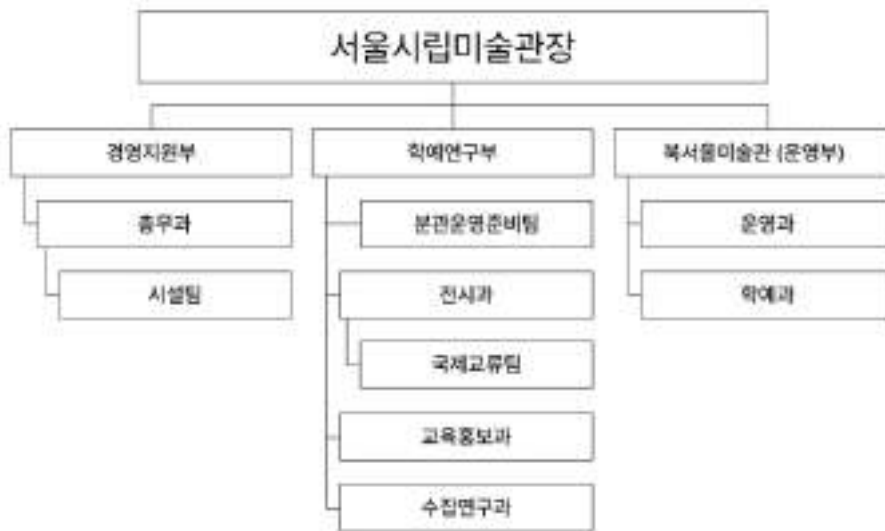 서울시립미술관장
경영지원부
총무과
시설팀
학예연구부
분관운영준비팀
전시과
국제교류팀
교육홍보과
수집연구과
북서울미술관 (운영부)
운영과
학예과